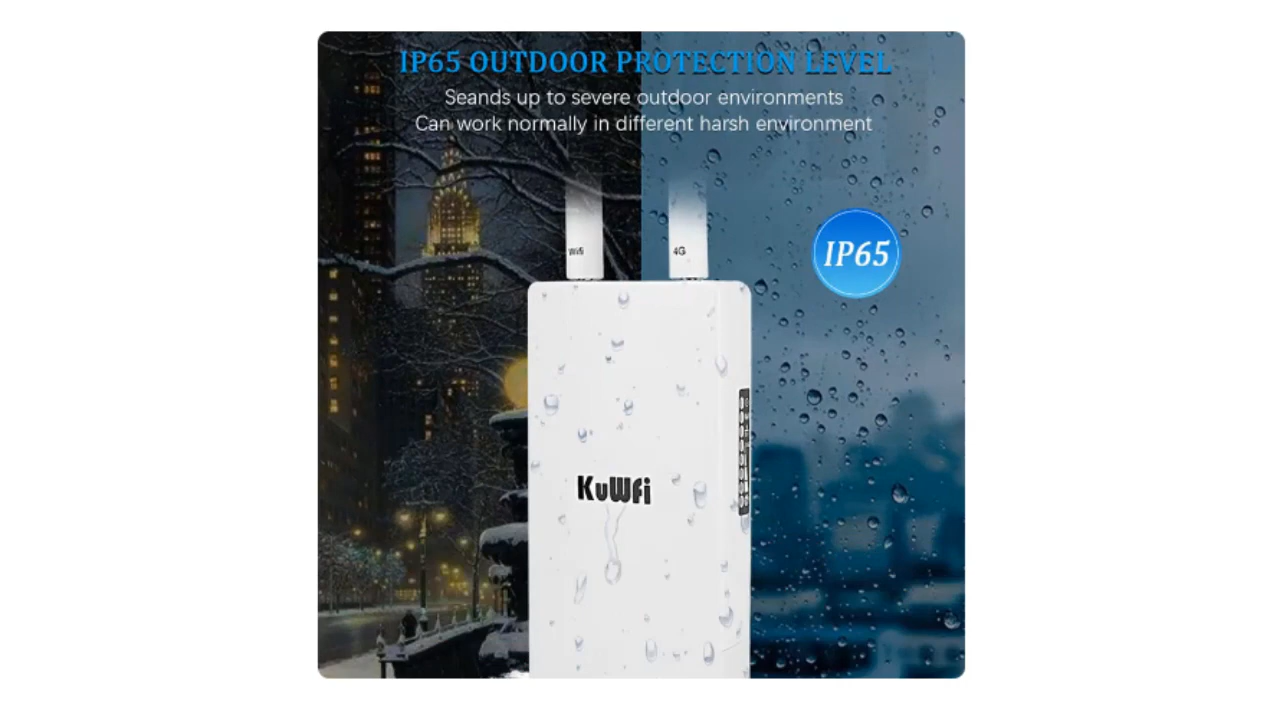 IP65 OUTDOOR PROTECTION LEVEL
Seands up to severe outdoor environments
Can work normally in different harsh environment
Wifi
4G
IP65
KuWFi